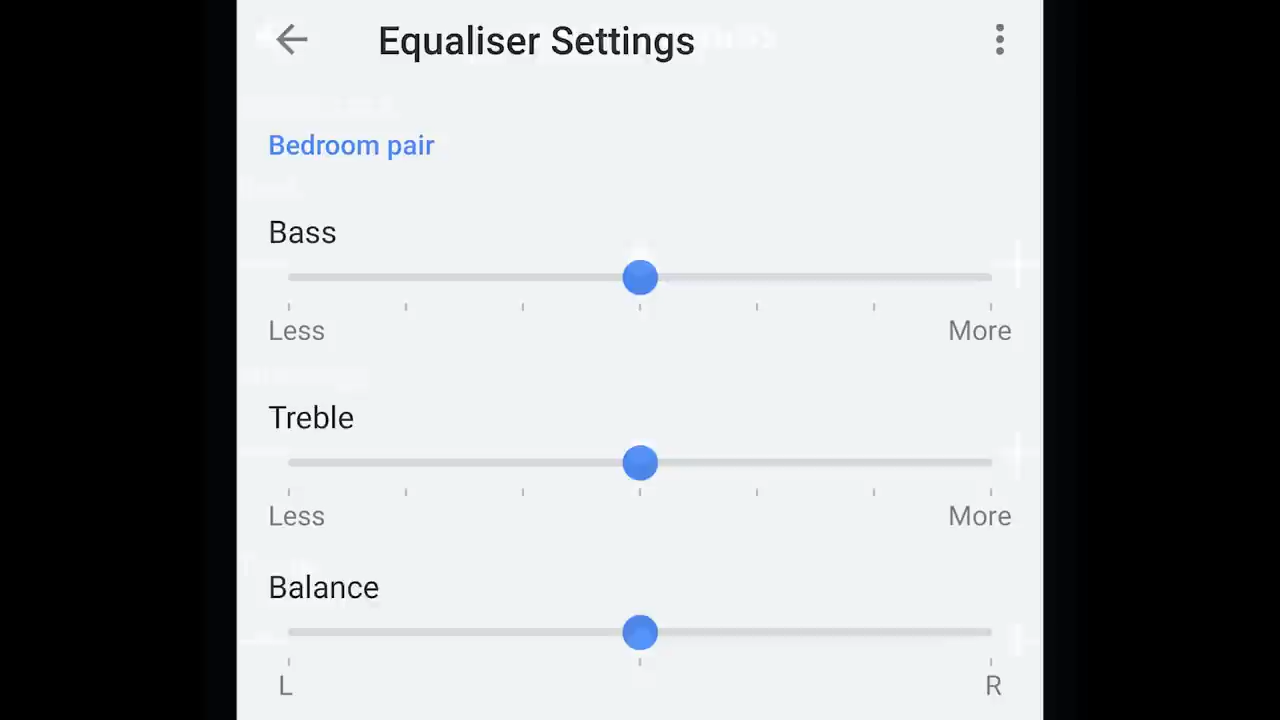 Equaliser Settings
Bedroom pair
Bass
Less More
Treble
Less More
Balance
L R